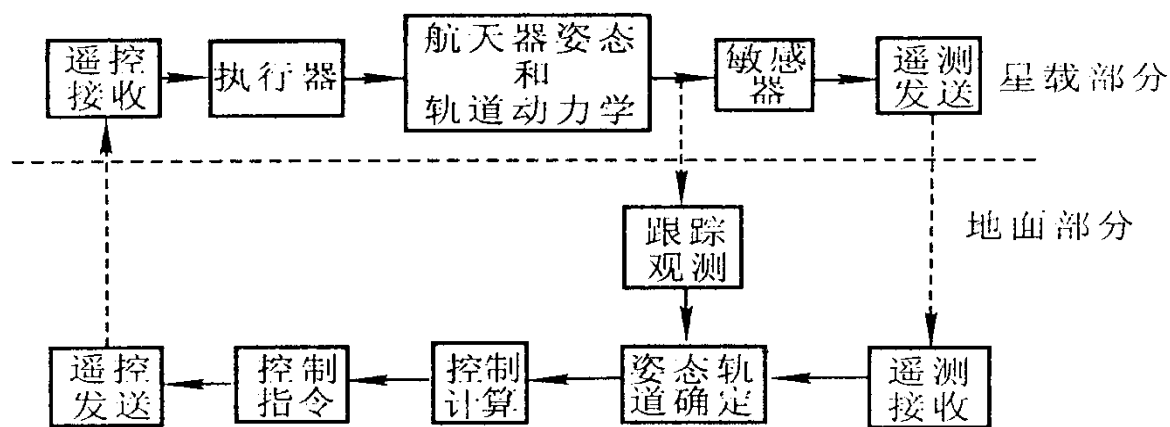 遥控
接收
执行器
航天器姿态
和
轨道动力学
敏感
器
遥测
发送
星载部分
跟踪
观测
地面部分
遥控
发送
控制
指令
控制
计算
姿态轨
道确定
遥测
接收